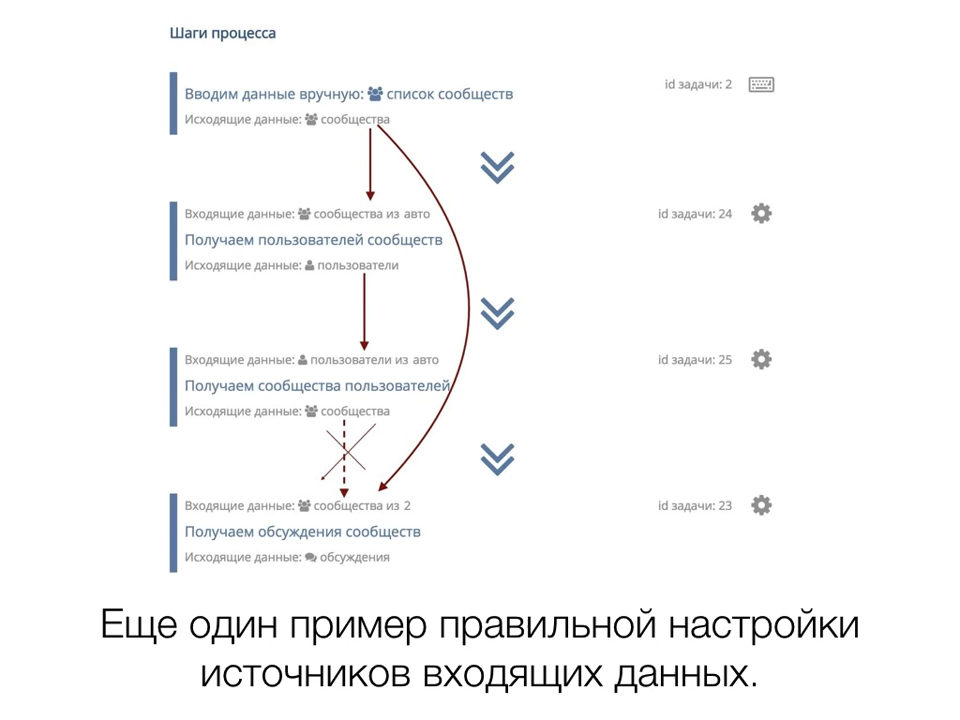 Шаги процесса
Вводим данные вручную: список сообществ
id задачи: 2
Исходящие данные: сообщества
Входящие данные: сообщества из авто
id задачи: 24
Получаем пользователей сообществ
Исходящие данные: пользователи
Входящие данные: пользователи из авто
id задачи: 25
Получаем сообщества пользователей
Исходящие данные: сообщества
Входящие данные: сообщества из 2
id задачи: 23
Получаем обсуждения сообществ
Исходящие данные: обсуждения
Еще один пример правильной настройки
источников входящих данных.